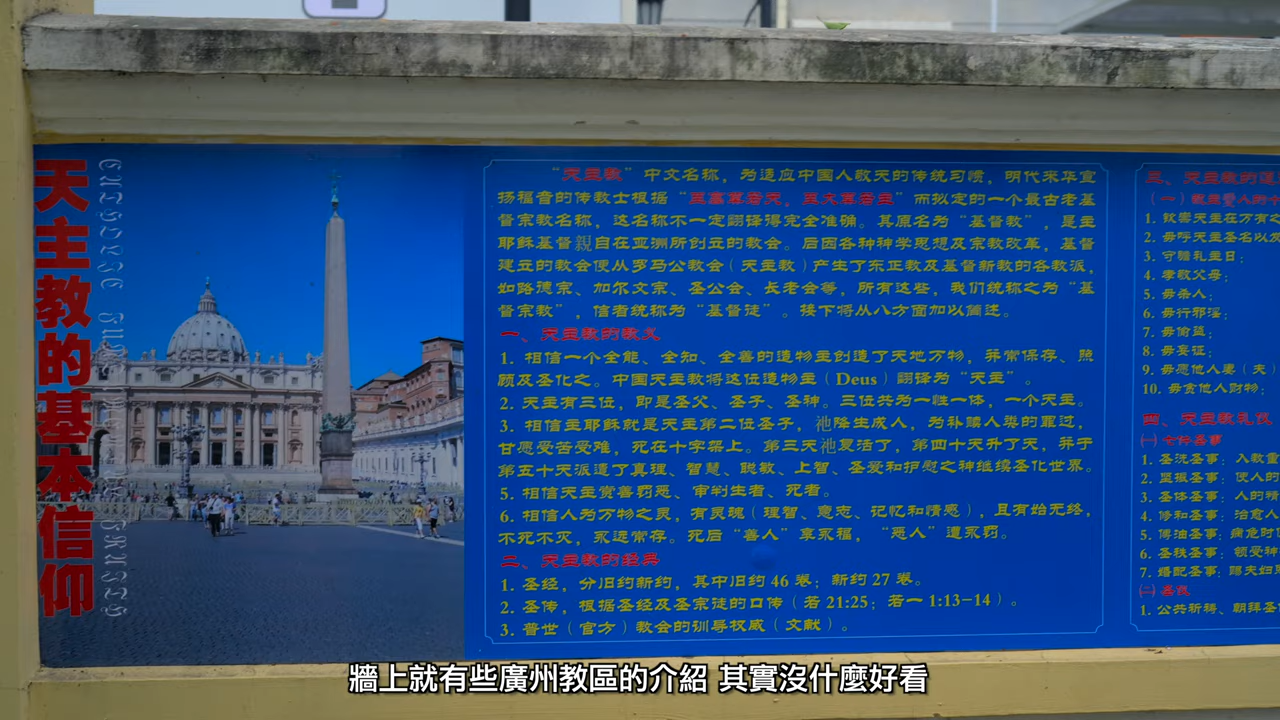 天主教的基本信仰
“天主教”中文名称，为适应中国人敬天的传统习惯，明代来华宣
扬福音的传教士根据“至高莫若天，至大莫若主”而拟定的一个最古老基
督宗教名称，这名称不一定翻译得完全准确。其原名为“基督教”，是主
耶稣基督親自在亚洲所创立的教会。后因各种神学思想及宗教改革，基督
建立的教会便从罗马公教会（天主教）产生了东正教及基督新教的各教派，
如路德宗、加尔文宗、圣公会、长老会等，所有这些，我们统称之为“基
督宗教”，信者统称为“基督徒”。接下将从八方面加以简述。
一、天主教的教义
1. 相信一个全能、全知、全善的造物主创造了天地万物，并常保存、照
顾及圣化之。中国天主教将这位造物主（Deus）翻译为“天主”。
2. 天主有三位，即是圣父、圣子、圣神。三位共为一性一体，一个天主。
3. 相信主耶稣就是天主第二位圣子，祂降生成人，为补赎人类的罪过，
甘愿受苦受难，死在十字架上。第三天祂复活了，第四十天升了天，并于
第五十天派遣了真理、智慧、聪敏、上智、圣爱和护慰之神继续圣化世界。
5. 相信天主赏善罚恶、审判生者、死者。
6. 相信人为万物之灵，有灵魂（理智、意志、记忆和情感），且有始无终，
不死不灭，永远常存。死后“善人”享永福，“恶人”遭永罚。
二、天主教的经典
1. 圣经，分旧约新约，其中旧约 46 卷；新约 27 卷。
2. 圣传，根据圣经及圣宗徒的口传（若 21:25；若一 1:13-14）。
3. 普世（官方）教会的训导权威（文献）。
三、天主教的
（一）
1. 钦崇天主在万有之
2. 毋呼天主圣名以
3. 守瞻礼主日；
4. 孝敬父母；
5. 毋杀人；
6. 毋行邪淫；
7. 毋偷盗；
8. 毋妄证；
9. 毋愿他人妻（夫）
10. 毋贪他人财物；
四、天主教礼仪
㈠ 七件圣事
1. 圣洗圣事：入教
2. 坚振圣事：使人的
3. 圣体圣事：人的精
4. 修和圣事：治愈人
5. 傅油圣事：病危时
6. 圣秩圣事：领受神
7. 婚配圣事：
㈡
1. 公共祈祷、朝拜圣
牆上就有些廣州教區的介紹 其實沒什麼好看